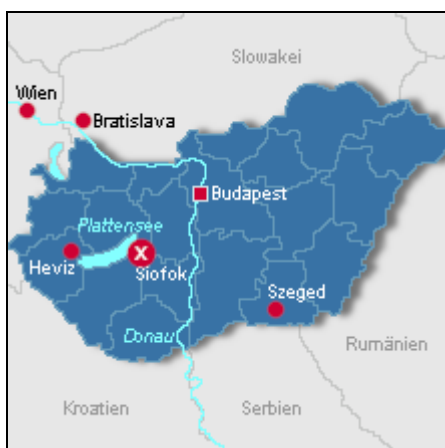 Slowakei
Wien
Bratislava
Budapest
Plattensee
Heviz
X
Siofok
Szeged
Donau
Rumänien
Kroatien
Serbien